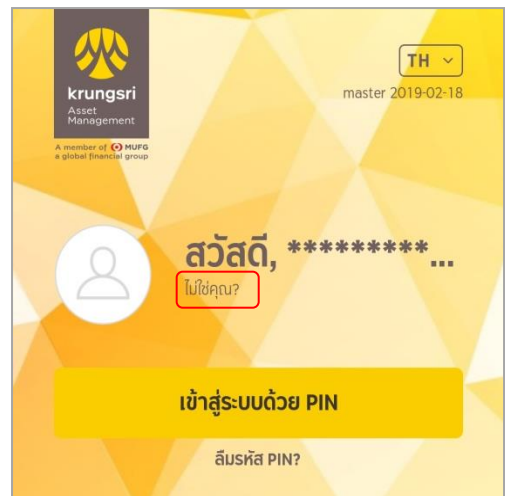 krungsri
Asset
Management
A member of MUFG
a global financial group
TH
master 2019-02-18
สวัสดี, *********...
ไม่ใช่คุณ?
เข้าสู่ระบบด้วย PIN
ลืมรหัส PIN?